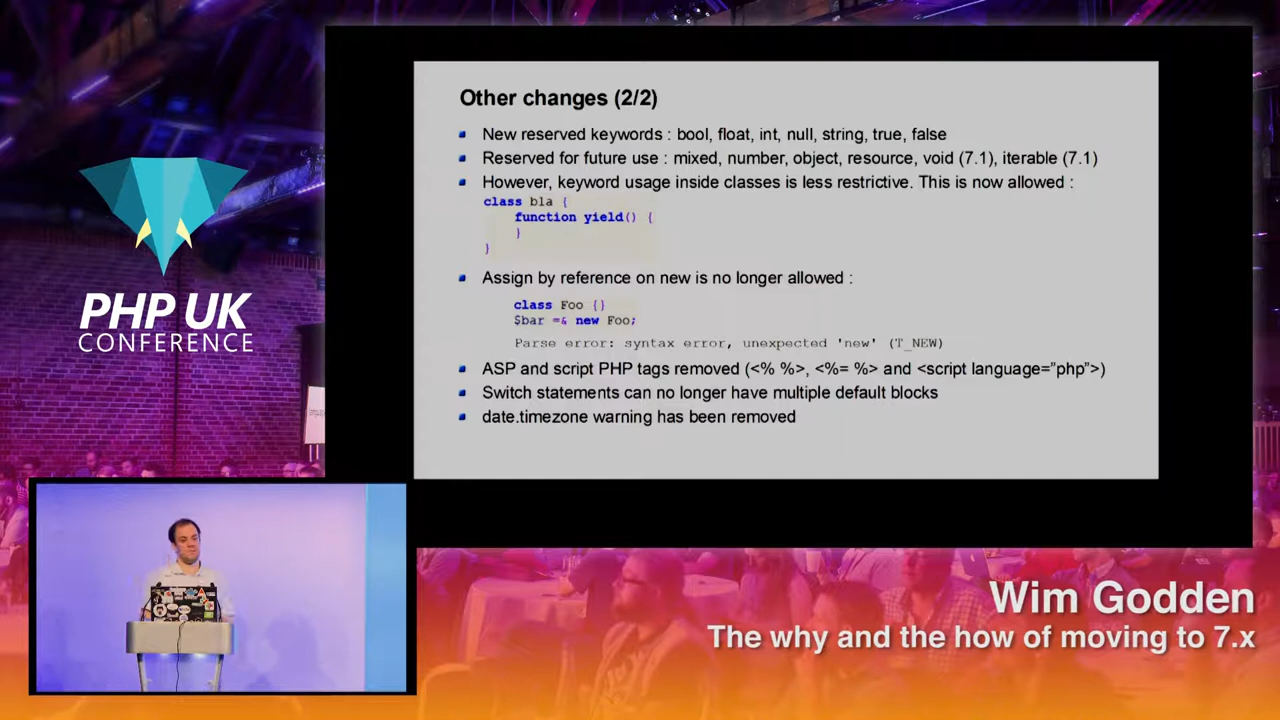 Other changes (2/2)
New reserved keywords : bool, float, int, null, string, true, false
Reserved for future use : mixed, number, object, resource, void (7.1), iterable (7.1)
However, keyword usage inside classes is less restrictive. This is now allowed :
class bla {
function yield() {
}
}
Assign by reference on new is no longer allowed :
class Foo {}
$bar =& new Foo;
Parse error: syntax error, unexpected 'new' (T_NEW)
ASP and script PHP tags removed (<% %>, <%= %> and <script language=”php”>)
Switch statements can no longer have multiple default blocks
date.timezone warning has been removed
PHP UK
CONFERENCE
Wim Godden
The why and the how of moving to 7.x